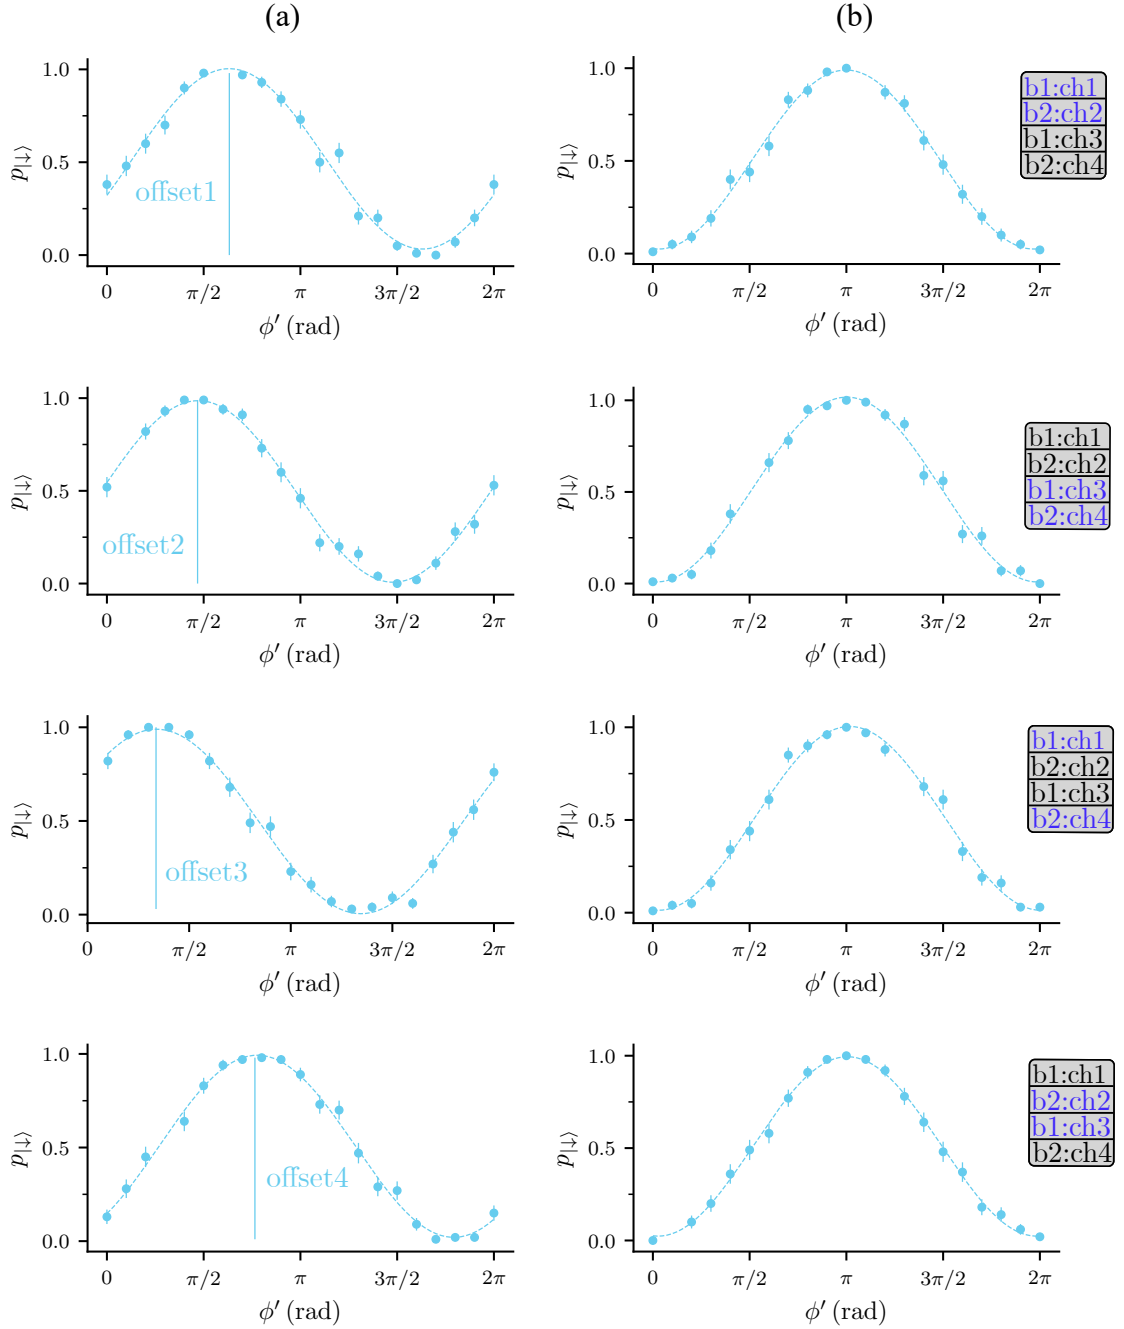 (a) (b)
1.0
0.5
0.0
p|↓⟩
offset1
0 π/2 π 3π/2 2π
ϕ′ (rad)
1.0
0.5
0.0
p|↓⟩
0 π/2 π 3π/2 2π
ϕ′ (rad)
b1:ch1
b2:ch2
b1:ch3
b2:ch4
1.0
0.5
0.0
p|↓⟩
offset2
0 π/2 π 3π/2 2π
ϕ′ (rad)
1.0
0.5
0.0
p|↓⟩
0 π/2 π 3π/2 2π
ϕ′ (rad)
b1:ch1
b2:ch2
b1:ch3
b2:ch4
1.0
0.5
0.0
p|↓⟩
offset3
0 π/2 π 3π/2 2π
ϕ′ (rad)
1.0
0.5
0.0
p|↓⟩
0 π/2 π 3π/2 2π
ϕ′ (rad)
b1:ch1
b2:ch2
b1:ch3
b2:ch4
1.0
0.5
0.0
p|↓⟩
offset4
0 π/2 π 3π/2 2π
ϕ′ (rad)
1.0
0.5
0.0
p|↓⟩
0 π/2 π 3π/2 2π
ϕ′ (rad)
b1:ch1
b2:ch2
b1:ch3
b2:ch4